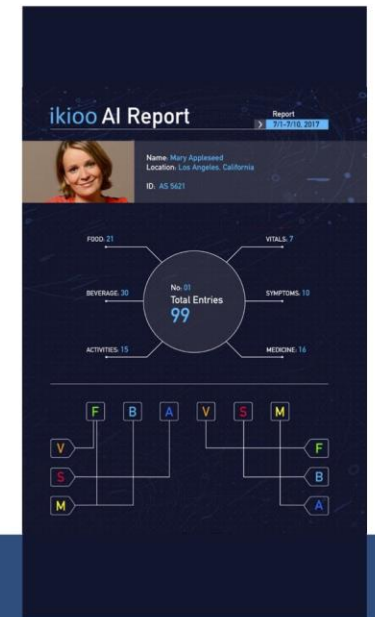 ikioo AI Report
Report
7/1-7/10, 2017
Name: Mary Appleseed
Location: Los Angeles, California
ID: AS 5621
FOOD: 21
VITALS: 7
BEVERAGE: 30
No: 01
Total Entries
99
SYMPTOMS: 10
ACTIVITIES: 15
MEDICINE: 16
F B A V S M
V
F
S
B
M
A